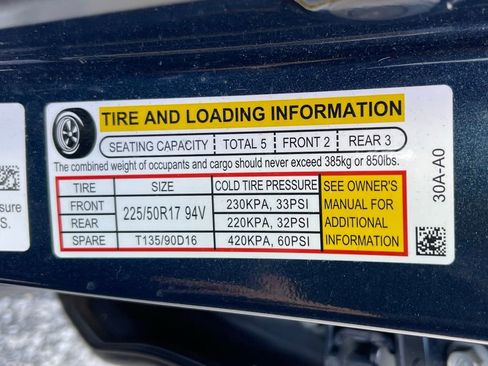 TIRE AND LOADING INFORMATION
SEATING CAPACITY TOTAL 5 FRONT 2 REAR 3
The combined weight of occupants and cargo should never exceed 385kg or 850lbs.
TIRE SIZE COLD TIRE PRESSURE SEE OWNER'S
FRONT 225/50R17 94V 230KPA, 33PSI MANUAL FOR
REAR 220KPA, 32PSI ADDITIONAL
SPARE T135/90D16 420KPA, 60PSI INFORMATION
30A-A0
S.